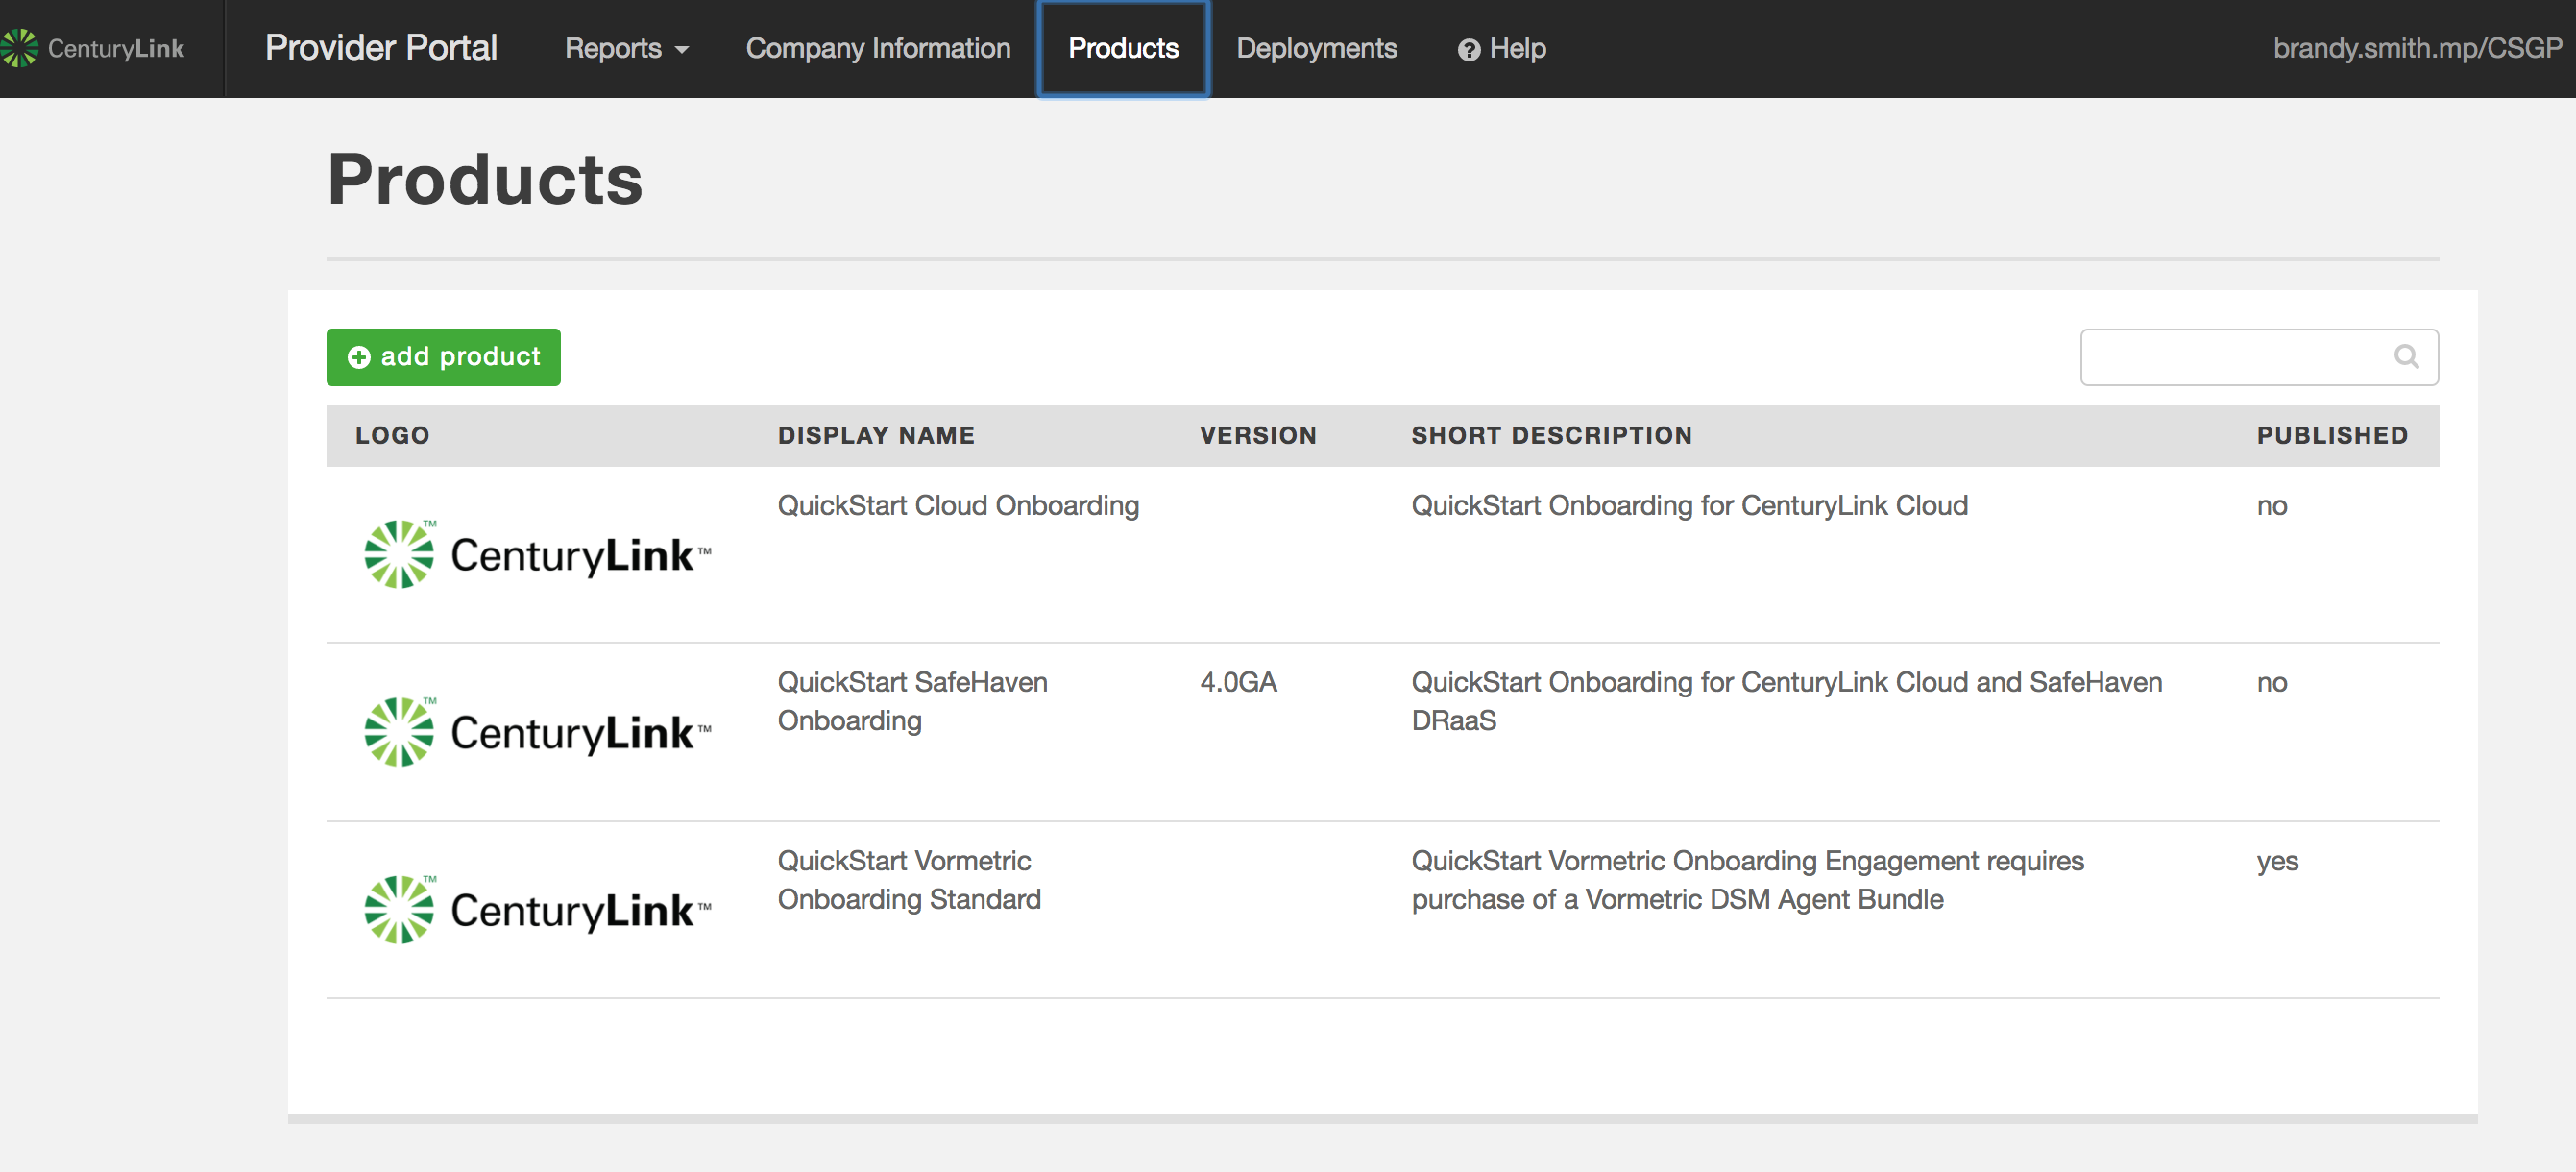 CenturyLink Provider Portal Reports Company Information Products Deployments Help brandy.smith.mp/CSGP
Products
add product
LOGO DISPLAY NAME VERSION SHORT DESCRIPTION PUBLISHED
CenturyLink™ QuickStart Cloud Onboarding QuickStart Onboarding for CenturyLink Cloud no
CenturyLink™ QuickStart SafeHaven 4.0GA QuickStart Onboarding for CenturyLink Cloud and SafeHaven no
Onboarding DRaaS
CenturyLink™ QuickStart Vormetric QuickStart Vormetric Onboarding Engagement requires yes
Onboarding Standard purchase of a Vormetric DSM Agent Bundle